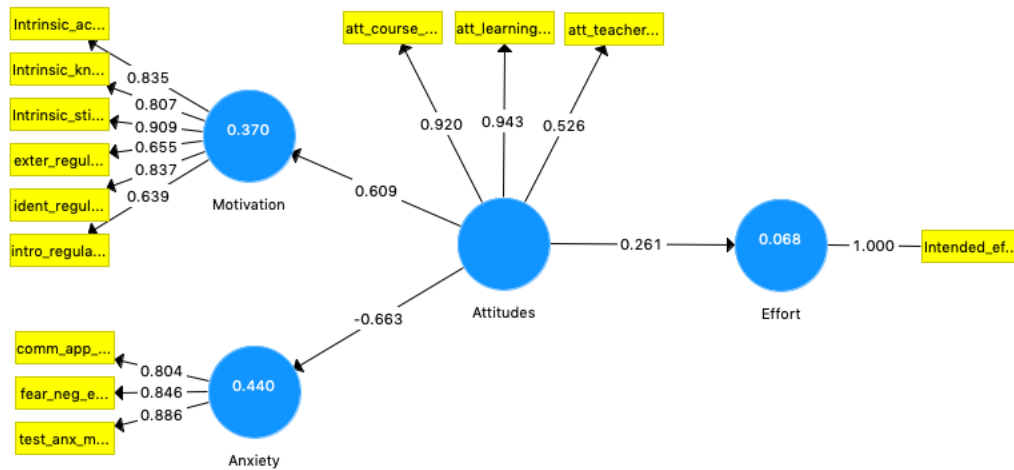 Intrinsic_ac...
Intrinsic_kn...
Intrinsic_sti...
exter_regul...
ident_regul...
intro_regula...
0.835
0.807
0.909
0.655
0.837
0.639
0.370
Motivation
att_course_...
att_learning...
att_teacher...
0.920
0.943
0.526
0.609
Attitudes
0.261
0.068
Effort
1.000
Intended_ef...
-0.663
comm_app_...
fear_neg_e...
test_anx_m...
0.804
0.846
0.886
0.440
Anxiety